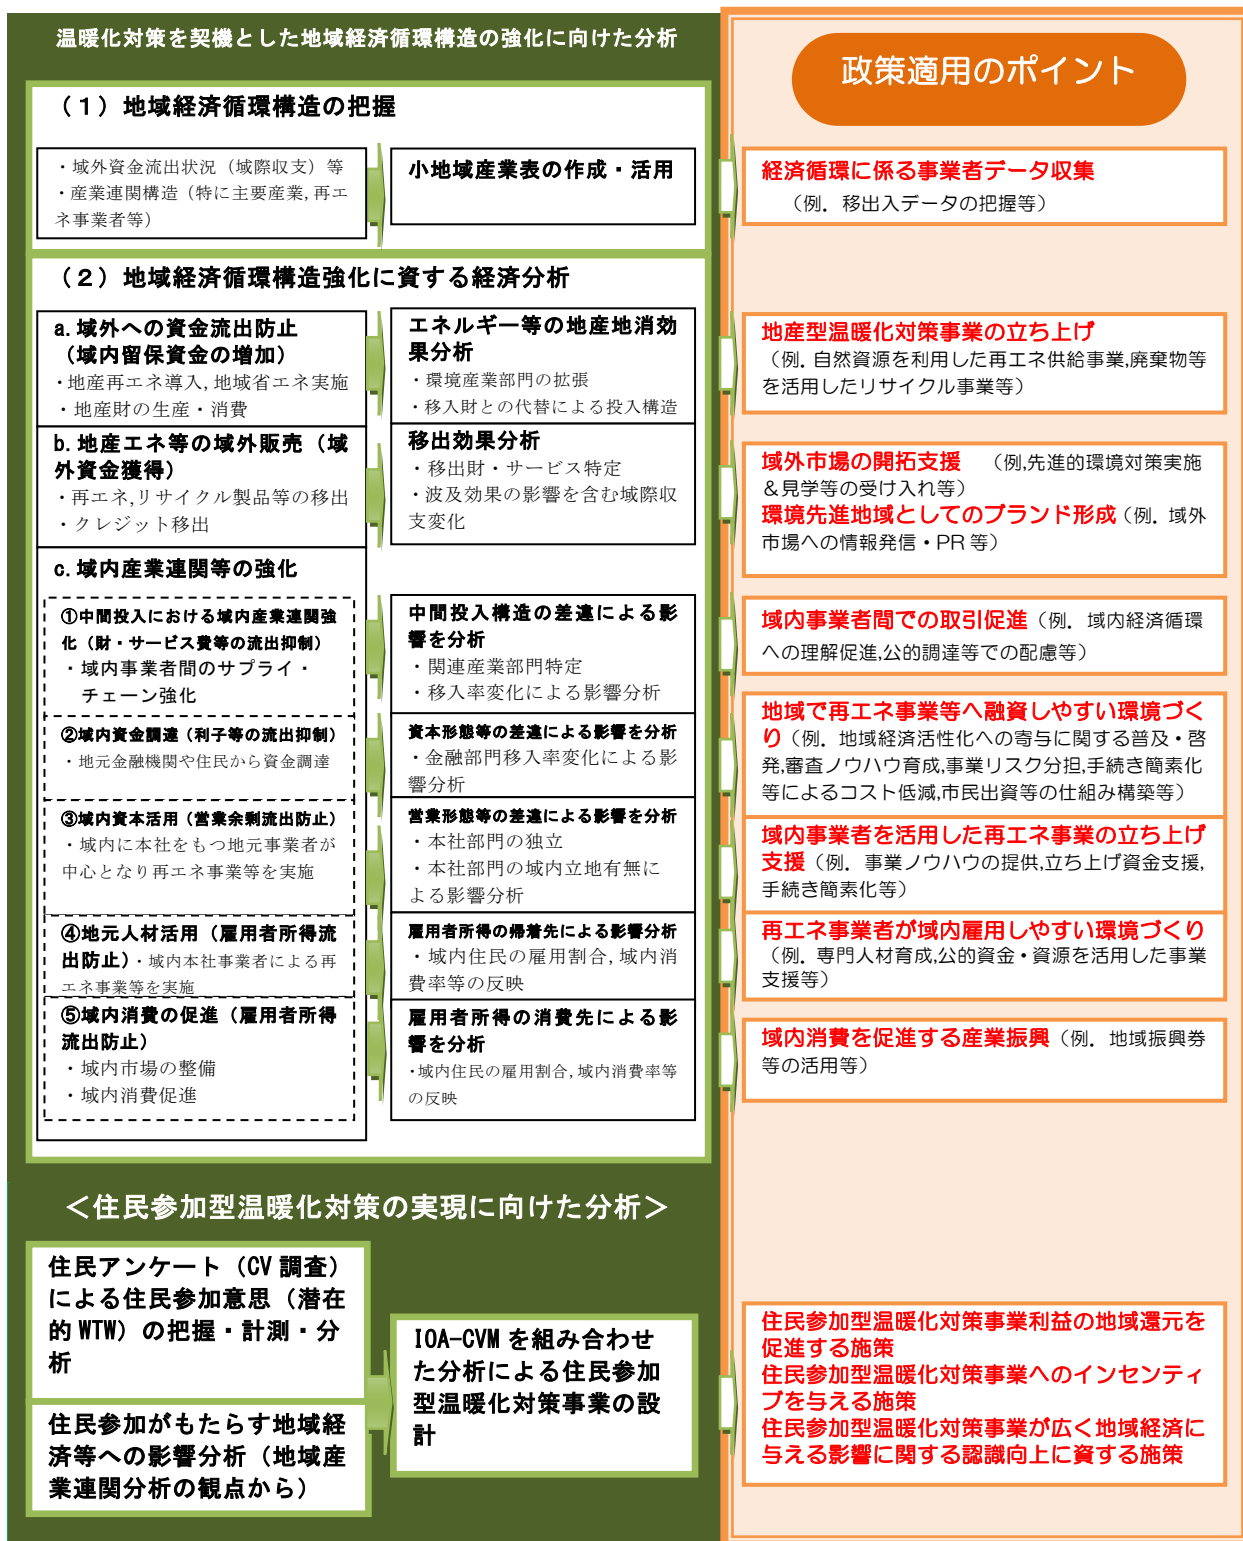 温暖化対策を契機とした地域経済循環構造の強化に向けた分析
（１）地域経済循環構造の把握
・域外資金流出状況（域際収支）等
・産業連関構造（特に主要産業,再エ
ネ事業者等）
小地域産業表の作成・活用
（２）地域経済循環構造強化に資する経済分析
a.域外への資金流出防止
（域内留保資金の増加）
・地産再エネ導入,地域省エネ実施
・地産財の生産・消費
エネルギー等の地産地消効
果分析
・環境産業部門の拡張
・移入財との代替による投入構造
b.地産エネ等の域外販売（域
外資金獲得）
・再エネ,リサイクル製品等の移出
・クレジット移出
移出効果分析
・移出財・サービス特定
・波及効果の影響を含む域際収
支変化
c.域内産業連関等の強化
①中間投入における域内産業連関強
化（財・サービス費等の流出抑制）
・域内事業者間のサプライ・
チェーン強化
中間投入構造の差違による影
響を分析
・関連産業部門特定
・移入率変化による影響分析
②域内資金調達（利子等の流出抑制）
・地元金融機関や住民から資金調達
資本形態等の差違による影響を分析
・金融部門移入率変化による影
響分析
③域内資本活用（営業余剰流出防止）
・域内に本社をもつ地元事業者が
中心となり再エネ事業等を実施
営業形態等の差違による影響を分析
・本社部門の独立
・本社部門の域内立地有無に
よる影響分析
④地元人材活用（雇用者所得流
出防止）・域内本社事業者による再
エネ事業等を実施
雇用者所得の帰着先による影響分析
・域内住民の雇用割合,域内消
費率等の反映
⑤域内消費の促進（雇用者所得
流出防止）
・域内市場の整備
・域内消費促進
雇用者所得の消費先による影
響を分析
・域内住民の雇用割合,域内消費率等
の反映
＜住民参加型温暖化対策の実現に向けた分析＞
住民アンケート（CV調査）
による住民参加意思（潜在
的WTW）の把握・計測・分
析
住民参加がもたらす地域経
済等への影響分析（地域産
業連関分析の観点から）
IOA-CVMを組み合わせ
た分析による住民参加
型温暖化対策事業の設
計
政策適用のポイント
経済循環に係る事業者データ収集
（例．移出入データの把握等）
地産型温暖化対策事業の立ち上げ
（例．自然資源を利用した再エネ供給事業,廃棄物等
を活用したリサイクル事業等）
域外市場の開拓支援　（例,先進的環境対策実施
＆見学等の受け入れ等）
環境先進地域としてのブランド形成（例．域外
市場への情報発信・PR等）
域内事業者間での取引促進（例．域内経済循環
への理解促進,公的調達等での配慮等）
地域で再エネ事業等へ融資しやすい環境づく
り（例．地域経済活性化への寄与に関する普及・啓
発,審査ノウハウ育成,事業リスク分担,手続き簡素化
等によるコスト低減,市民出資等の仕組み構築等）
域内事業者を活用した再エネ事業の立ち上げ
支援（例．事業ノウハウの提供,立ち上げ資金支援,
手続き簡素化等）
再エネ事業者が域内雇用しやすい環境づくり
（例．専門人材育成,公的資金・資源を活用した事業
支援等）
域内消費を促進する産業振興（例．地域振興券
等の活用等）
住民参加型温暖化対策事業利益の地域還元を
促進する施策
住民参加型温暖化対策事業へのインセンティ
ブを与える施策
住民参加型温暖化対策事業が広く地域経済に
与える影響に関する認識向上に資する施策